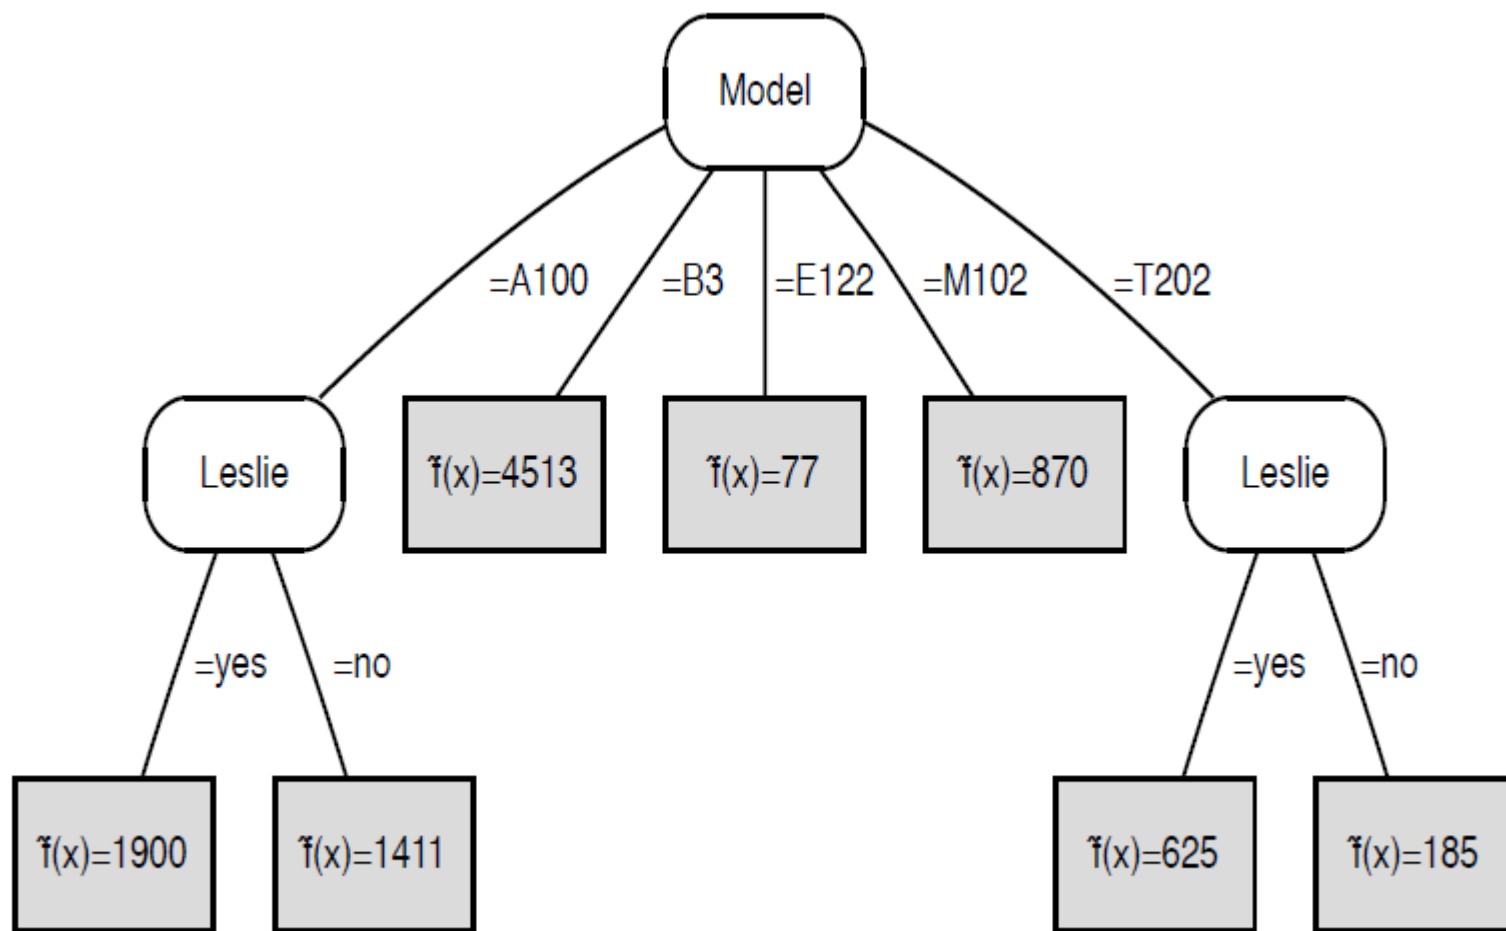 Model
=A100
=B3
=E122
=M102
=T202
Leslie
f̃(x)=4513
f̃(x)=77
f̃(x)=870
Leslie
=yes
=no
=yes
=no
f̃(x)=1900
f̃(x)=1411
f̃(x)=625
f̃(x)=185